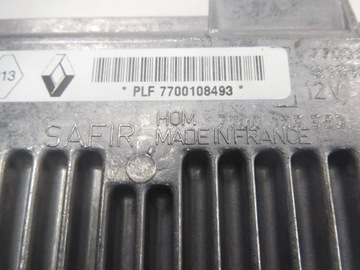 13
* PLF 7700108493 *
12V
SAFIR
HOM
MADE IN FRANCE